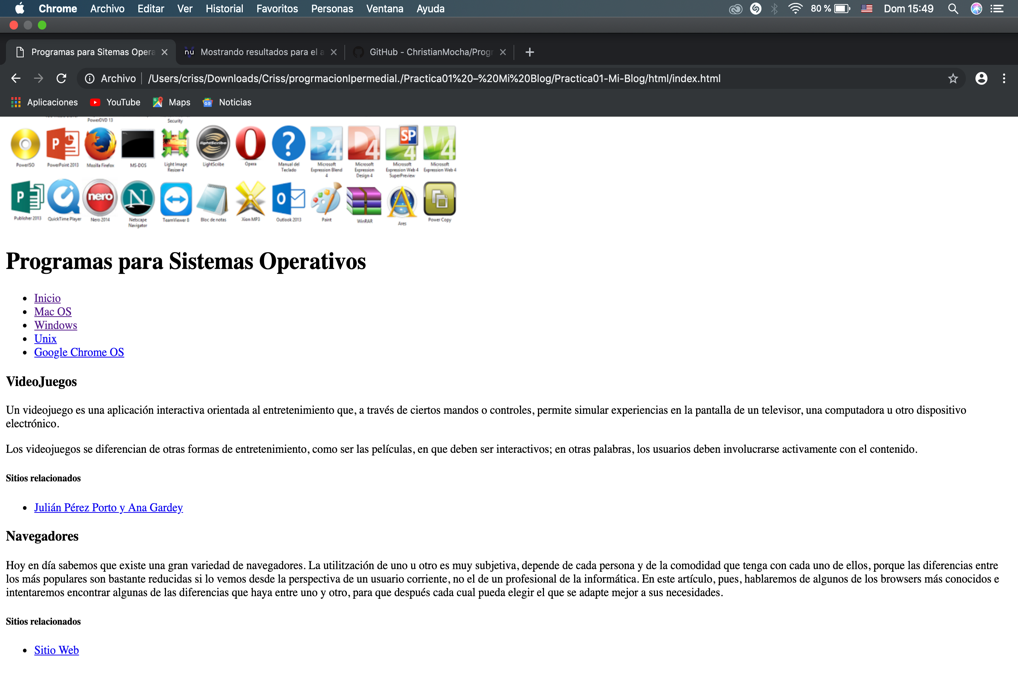 Chrome Archivo Editar Ver Historial Favoritos Personas Ventana Ayuda 80 % Dom 15:49
Programas para Sitemas Opera Mostrando resultados para el a GitHub - ChristianMocha/Progr
Archivo /Users/criss/Downloads/Criss/progrmacionIpermedial./Practica01%20–%20Mi%20Blog/Practica01-Mi-Blog/html/index.html
Aplicaciones YouTube Maps Noticias
PowerDVD 13 Security
PowerISO PowerPoint 2013 Mozilla Firefox MS-DOS Light Image Resizer 4 LightScribe Opera Manual del Teclado Microsoft Expression Blend 4 Microsoft Expression Design 4 Microsoft Expression Web 4 SuperPreview Microsoft Expression Web 4
Publisher 2013 QuickTime Player Nero 2014 Netscape Navigator TeamViewer 8 Bloc de notas Outlook 2013 Paint WinRAR Ares Power Copy
Programas para Sistemas Operativos
Inicio
Mac OS
Windows
Unix
Google Chrome OS
VideoJuegos
Un videojuego es una aplicación interactiva orientada al entretenimiento que, a través de ciertos mandos o controles, permite simular experiencias en la pantalla de un televisor, una computadora u otro dispositivo
electrónico.
Los videojuegos se diferencian de otras formas de entretenimiento, como ser las películas, en que deben ser interactivos; en otras palabras, los usuarios deben involucrarse activamente con el contenido.
Sitios relacionados
Julián Pérez Porto y Ana Gardey
Navegadores
Hoy en día sabemos que existe una gran variedad de navegadores. La utilitzación de uno u otro es muy subjetiva, depende de cada persona y de la comodidad que tenga con cada uno de ellos, porque las diferencias entre
los más populares son bastante reducidas si lo vemos desde la perspectiva de un usuario corriente, no el de un profesional de la informática. En este artículo, pues, hablaremos de algunos de los browsers más conocidos e
intentaremos encontrar algunas de las diferencias que haya entre uno y otro, para que después cada cual pueda elegir el que se adapte mejor a sus necesidades.
Sitios relacionados
Sitio Web